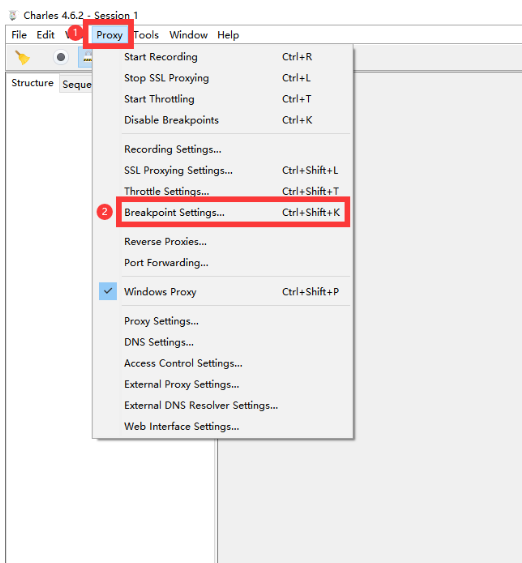 Charles 4.6.2 - Session 1
File Edit V 1 Proxy Tools Window Help
Structure Seque
Start Recording Ctrl+R
Stop SSL Proxying Ctrl+L
Start Throttling Ctrl+T
Disable Breakpoints Ctrl+K
Recording Settings...
SSL Proxying Settings... Ctrl+Shift+L
Throttle Settings... Ctrl+Shift+T
2 Breakpoint Settings... Ctrl+Shift+K
Reverse Proxies...
Port Forwarding...
Windows Proxy Ctrl+Shift+P
Proxy Settings...
DNS Settings...
Access Control Settings...
External Proxy Settings...
External DNS Resolver Settings...
Web Interface Settings...